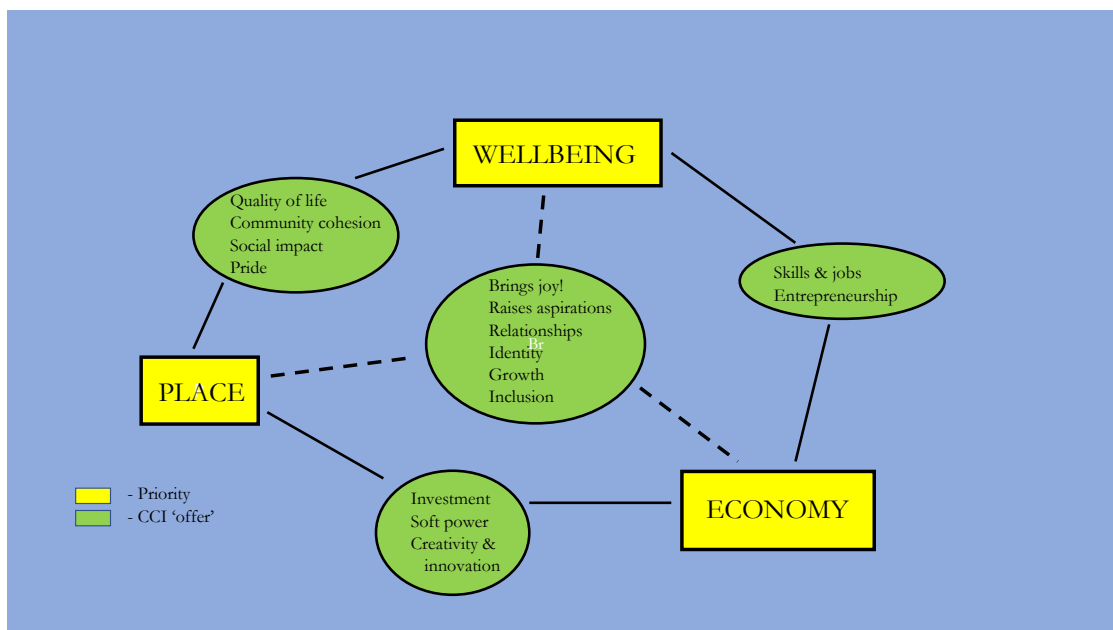 WELLBEING
Quality of life
Community cohesion
Social impact
Pride
Skills & jobs
Entrepreneurship
Brings joy!
Raises aspirations
Relationships
Br
Identity
Growth
Inclusion
PLACE
Investment
Soft power
Creativity &
innovation
ECONOMY
- Priority
- CCI ‘offer’